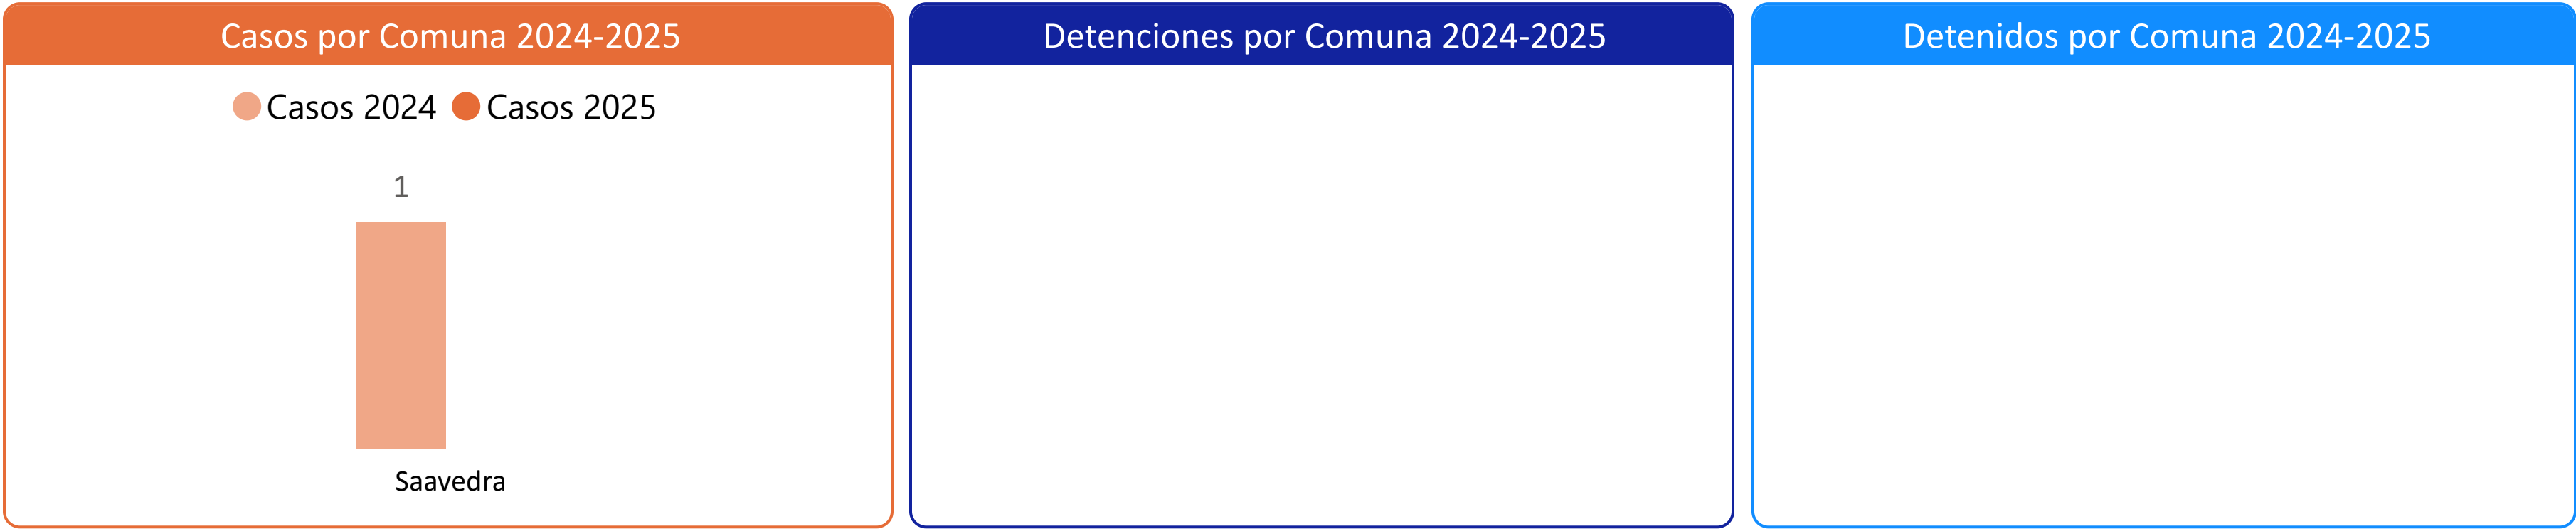 Casos por Comuna 2024-2025
Casos 2024 Casos 2025
1
Saavedra
Detenciones por Comuna 2024-2025
Detenidos por Comuna 2024-2025